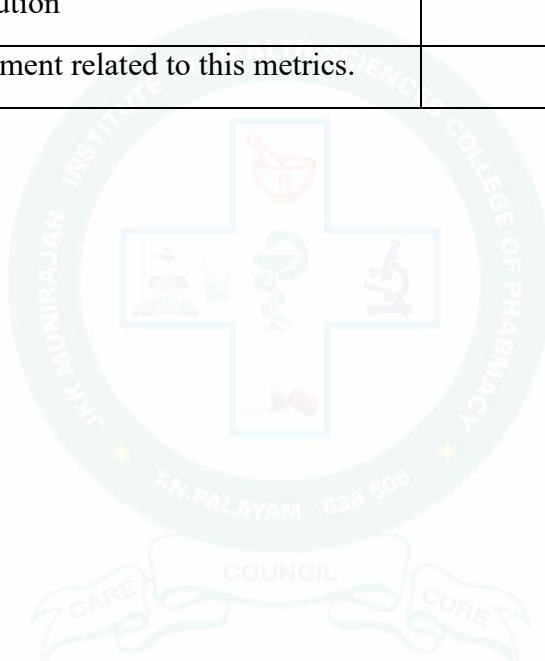 ution
ment related to this metrics.
JKK MUNIRAJAH INSTITUTE HEALTH SCIENCES COLLEGE OF PHARMACY
T.N.PALAYAM - 638 506
CARE
COUNCIL
CURE